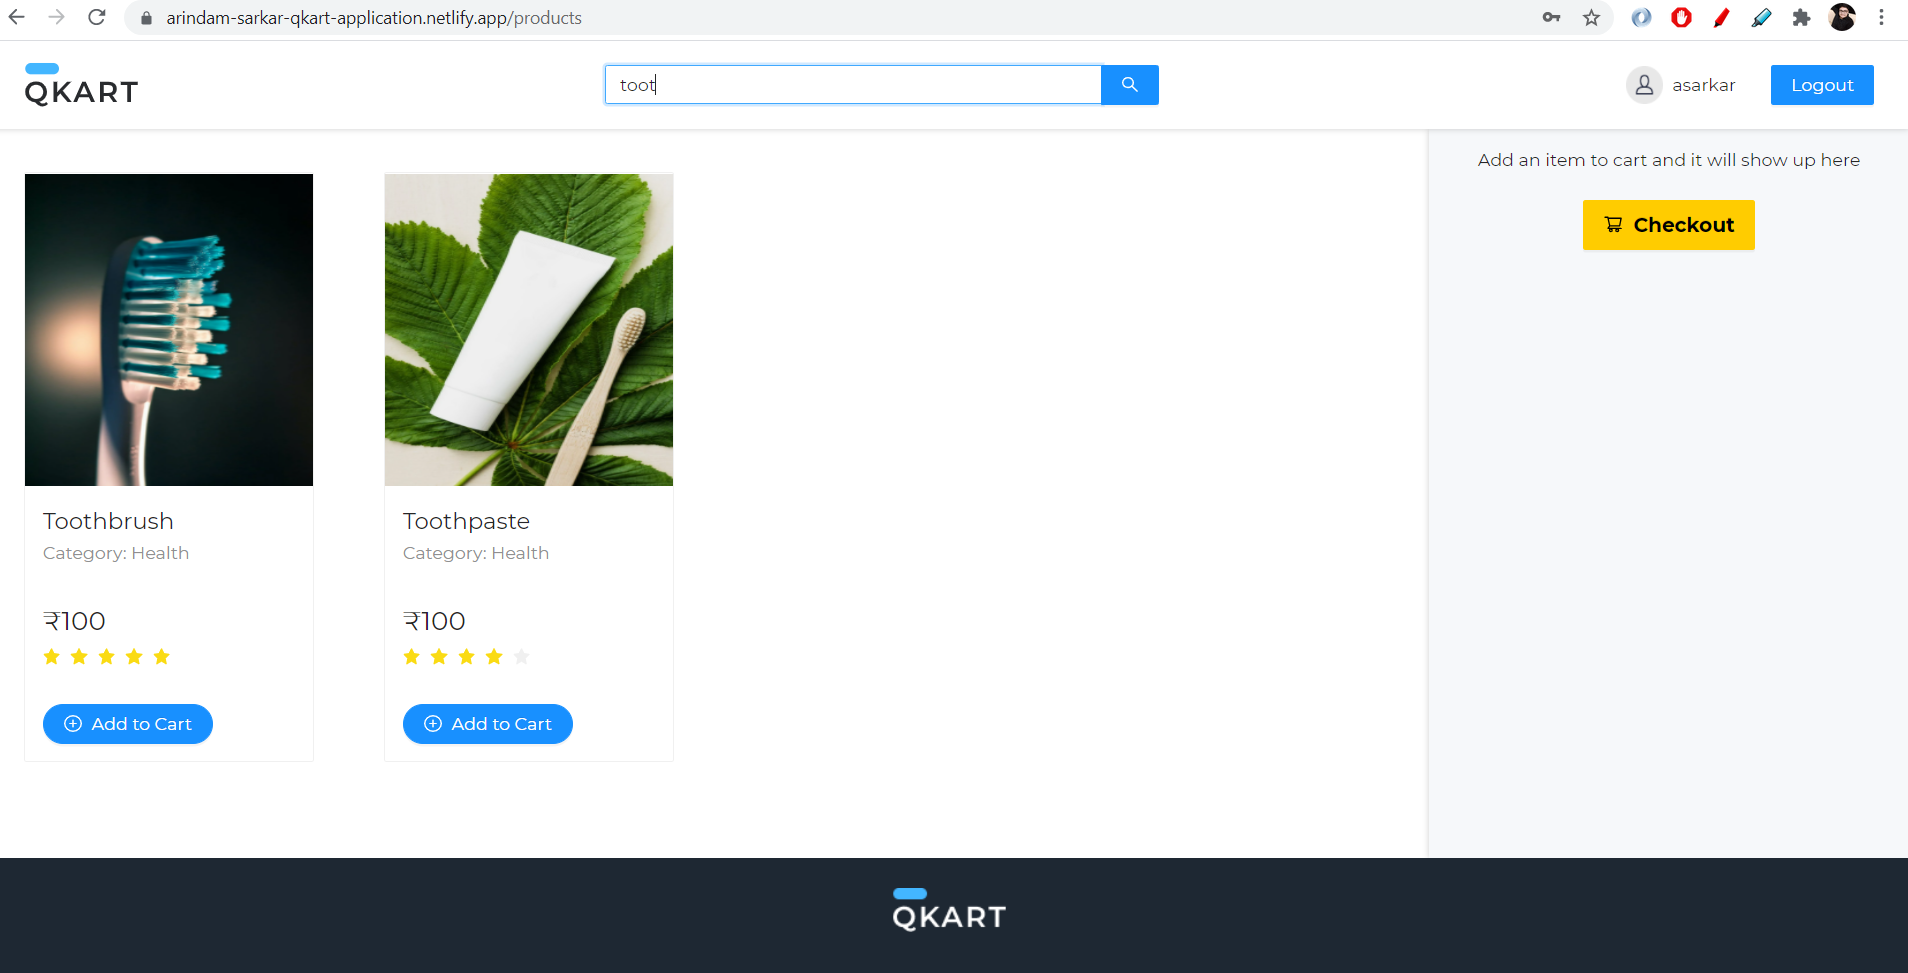 arindam-sarkar-qkart-application.netlify.app/products
QKART
toot
asarkar
Logout
Add an item to cart and it will show up here
Checkout
Toothbrush
Category: Health
₹100
Add to Cart
Toothpaste
Category: Health
₹100
Add to Cart
QKART